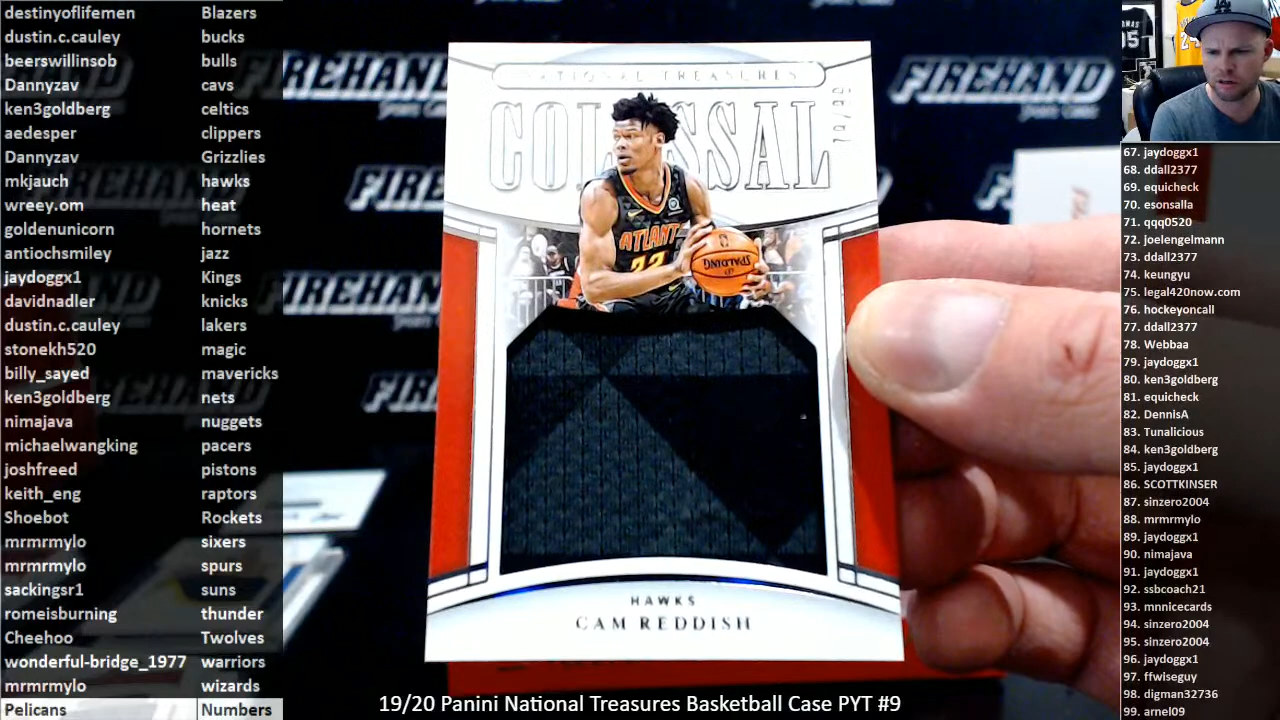 destinyoflifemen Blazers
dustin.c.cauley bucks
beerswillinsob bulls
Dannyzav cavs
ken3goldberg celtics
aedesper clippers
Dannyzav Grizzlies
mkjauch hawks
wreey.om heat
goldenunicorn hornets
antiochsmiley jazz
jaydoggx1 Kings
davidnadler knicks
dustin.c.cauley lakers
stonekh520 magic
billy_sayed mavericks
ken3goldberg nets
nimajava nuggets
michaelwangking pacers
joshfreed pistons
keith_eng raptors
Shoebot Rockets
mrmrmylo sixers
mrmrmylo spurs
sackingsr1 suns
romeisburning thunder
Cheehoo Twolves
wonderful-bridge_1977 warriors
mrmrmylo wizards
Pelicans Numbers
FIREHAND
FIREHAND
NATIONAL TREASURES
COLOSSAL
ATLANTA
22
SPALDING
HAWKS
CAM REDDISH
19/20 Panini National Treasures Basketball Case PYT #9
67. jaydoggx1
68. ddall2377
69. equicheck
70. esonsalla
71. qqq0520
72. joelengelmann
73. ddall2377
74. keungyu
75. legal420now.com
76. hockeyoncall
77. ddall2377
78. Webbaa
79. jaydoggx1
80. ken3goldberg
81. equicheck
82. DennisA
83. Tunalicious
84. ken3goldberg
85. jaydoggx1
86. SCOTTKINSER
87. sinzero2004
88. mrmrmylo
89. jaydoggx1
90. nimajava
91. jaydoggx1
92. ssbcoach21
93. mnnicecards
94. sinzero2004
95. sinzero2004
96. jaydoggx1
97. ffwiseguy
98. digman32736
99. arnel09